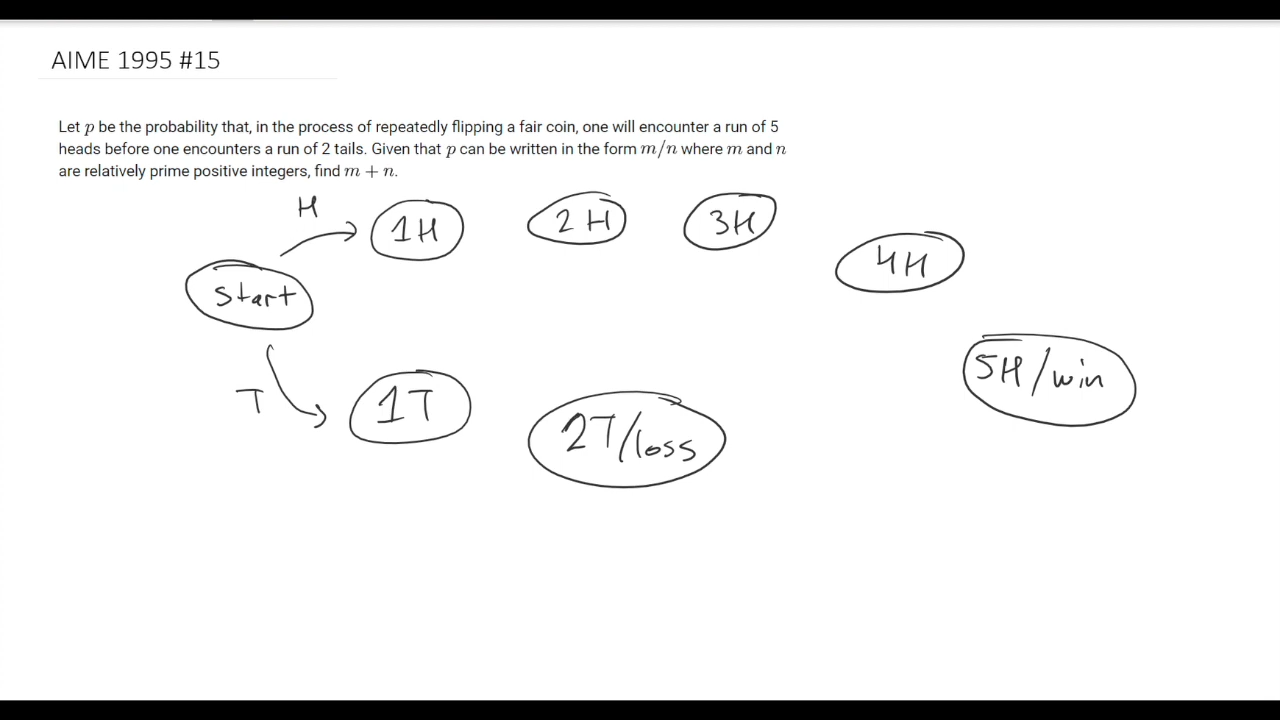 AIME 1995 #15
Let p be the probability that, in the process of repeatedly flipping a fair coin, one will encounter a run of 5
heads before one encounters a run of 2 tails. Given that p can be written in the form m/n where m and n
are relatively prime positive integers, find m + n.
H
1H
2H
3H
4H
Start
5H/win
T
1T
2T/loss